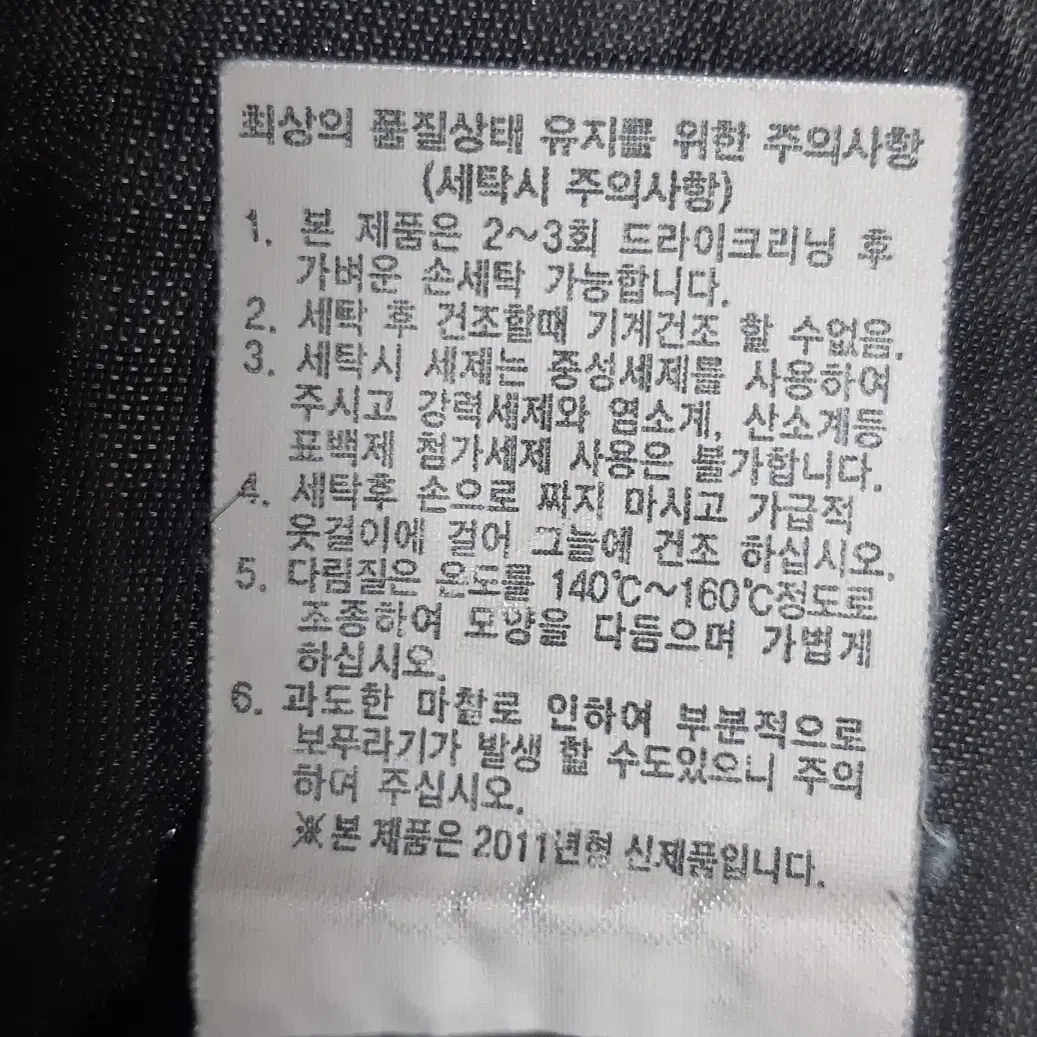 최상의 품질상태 유지를 위한 주의사항
(세탁시 주의사항)
1. 본 제품은 2~3회 드라이크리닝 후
가벼운 손세탁 가능합니다.
2. 세탁 후 건조할때 기계건조 할 수없음.
3. 세탁시 세제는 중성세제를 사용하여
주시고 강력세제와 염소계, 산소계등
표백제 첨가세제 사용은 불가합니다.
4. 세탁후 손으로 짜지 마시고 가급적
옷걸이에 걸어 그늘에 건조 하십시오.
5. 다림질은 온도를 140℃~160℃정도로
조종하여 모양을 다듬으며 가볍게
하십시오.
6. 과도한 마찰로 인하여 부분적으로
보푸라기가 발생 할 수도있으니 주의
하여 주십시오.
※본 제품은 2011년형 신제품입니다.